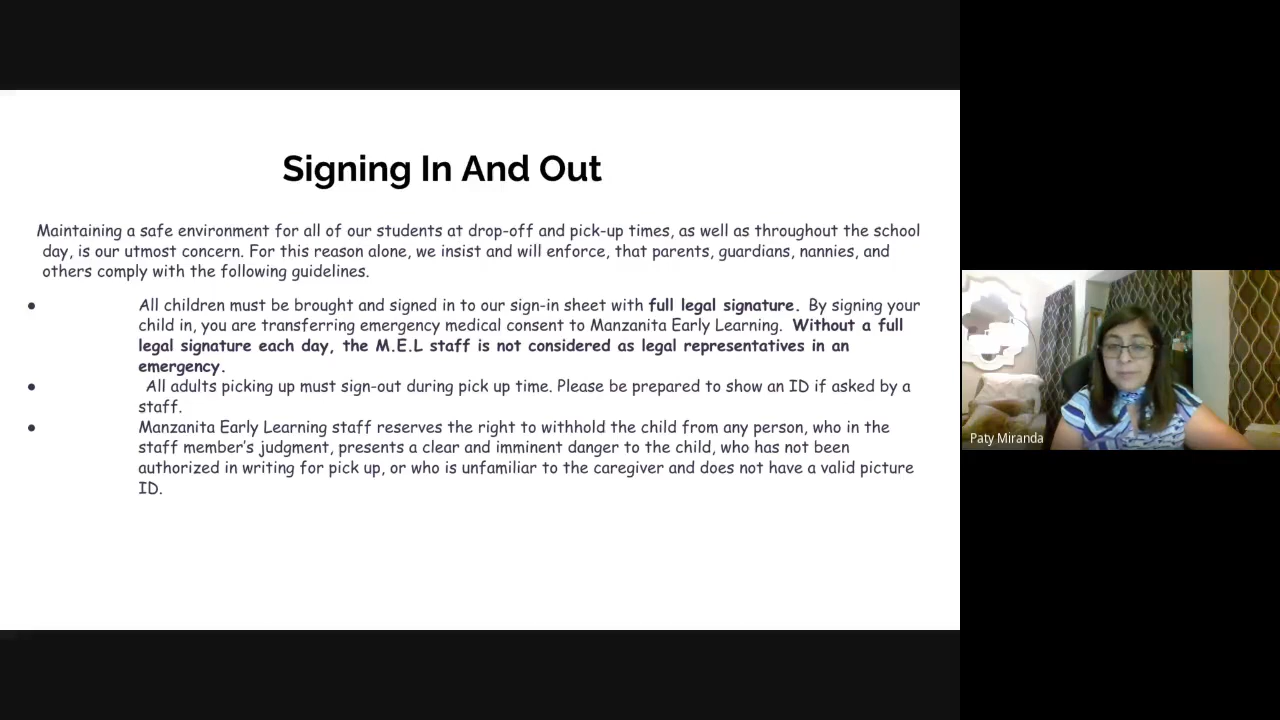 Signing In And Out
Maintaining a safe environment for all of our students at drop-off and pick-up times, as well as throughout the school
day, is our utmost concern. For this reason alone, we insist and will enforce, that parents, guardians, nannies, and
others comply with the following guidelines.
● All children must be brought and signed in to our sign-in sheet with full legal signature. By signing your
child in, you are transferring emergency medical consent to Manzanita Early Learning. Without a full
legal signature each day, the M.E.L staff is not considered as legal representatives in an
emergency.
● All adults picking up must sign-out during pick up time. Please be prepared to show an ID if asked by a
staff.
● Manzanita Early Learning staff reserves the right to withhold the child from any person, who in the
staff member's judgment, presents a clear and imminent danger to the child, who has not been
authorized in writing for pick up, or who is unfamiliar to the caregiver and does not have a valid picture
ID.
Paty Miranda